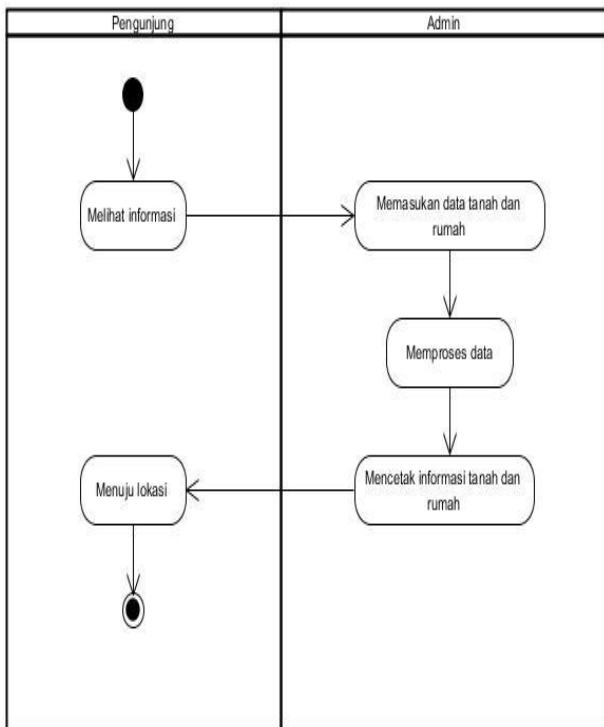 Pengunjung
Admin
Melihat informasi
Memasukan data tanah dan
rumah
Memproses data
Mencetak informasi tanah dan
rumah
Menuju lokasi